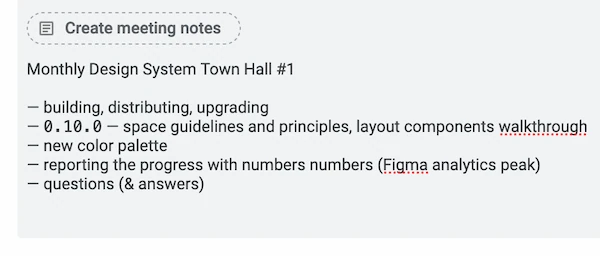 Create meeting notes
Monthly Design System Town Hall #1
— building, distributing, upgrading
— 0.10.0 — space guidelines and principles, layout components walkthrough
— new color palette
— reporting the progress with numbers numbers (Figma analytics peak)
— questions (& answers)